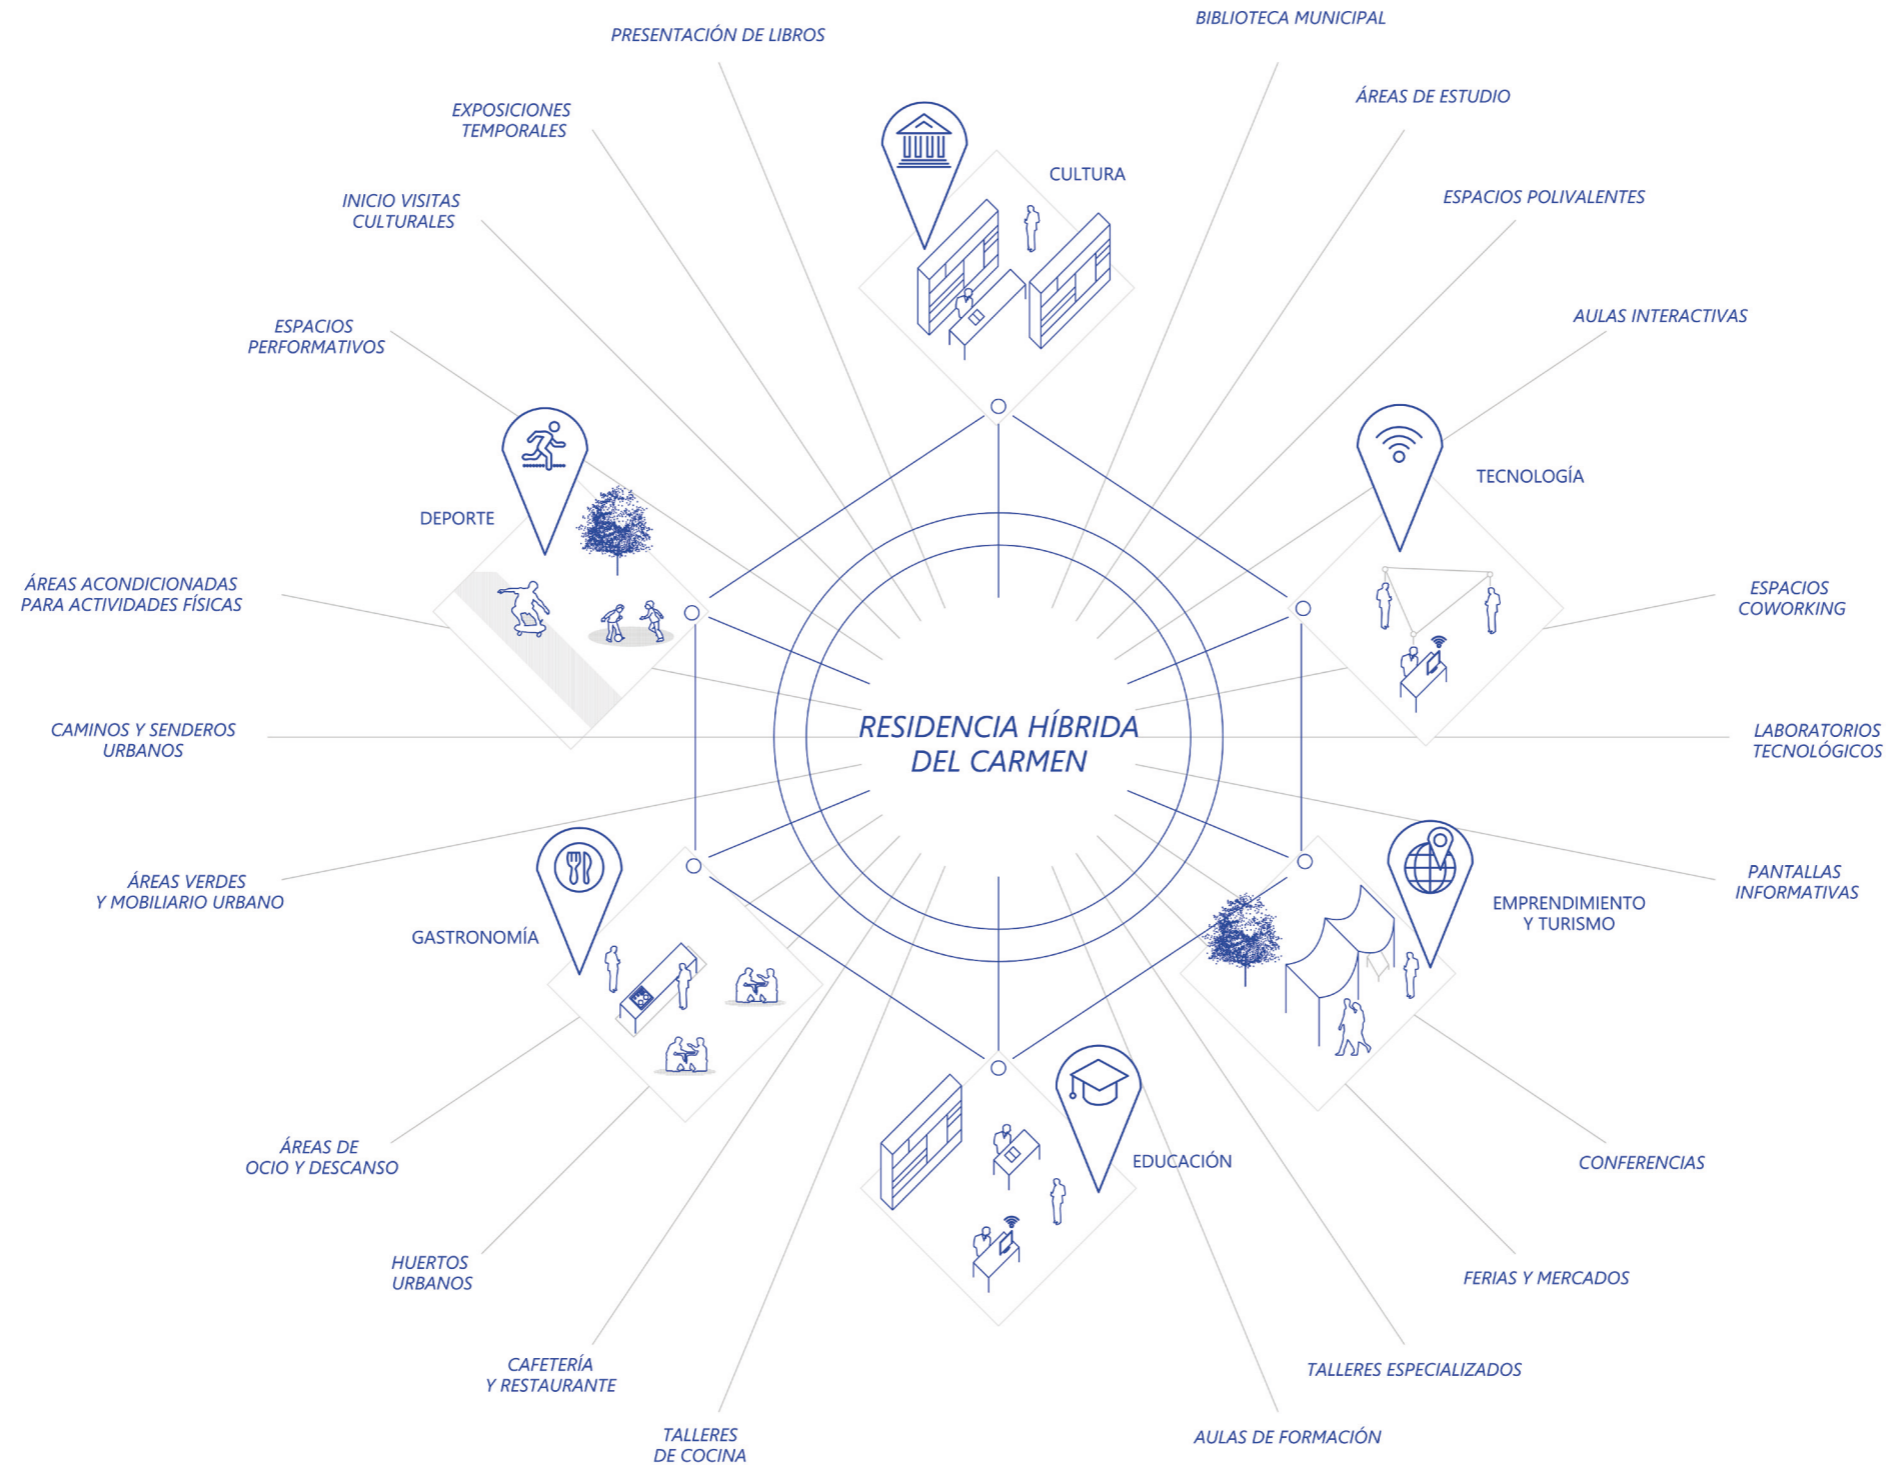 PRESENTACIÓN DE LIBROS
BIBLIOTECA MUNICIPAL
EXPOSICIONES
TEMPORALES
ÁREAS DE ESTUDIO
CULTURA
INICIO VISITAS
CULTURALES
ESPACIOS POLIVALENTES
ESPACIOS
PERFORMATIVOS
AULAS INTERACTIVAS
DEPORTE
TECNOLOGÍA
ÁREAS ACONDICIONADAS
PARA ACTIVIDADES FÍSICAS
ESPACIOS
COWORKING
CAMINOS Y SENDEROS
URBANOS
RESIDENCIA HÍBRIDA
DEL CARMEN
LABORATORIOS
TECNOLÓGICOS
ÁREAS VERDES
Y MOBILIARIO URBANO
PANTALLAS
INFORMATIVAS
GASTRONOMÍA
EMPRENDIMIENTO
Y TURISMO
ÁREAS DE
OCIO Y DESCANSO
EDUCACIÓN
CONFERENCIAS
HUERTOS
URBANOS
FERIAS Y MERCADOS
CAFETERÍA
Y RESTAURANTE
TALLERES ESPECIALIZADOS
TALLERES
DE COCINA
AULAS DE FORMACIÓN